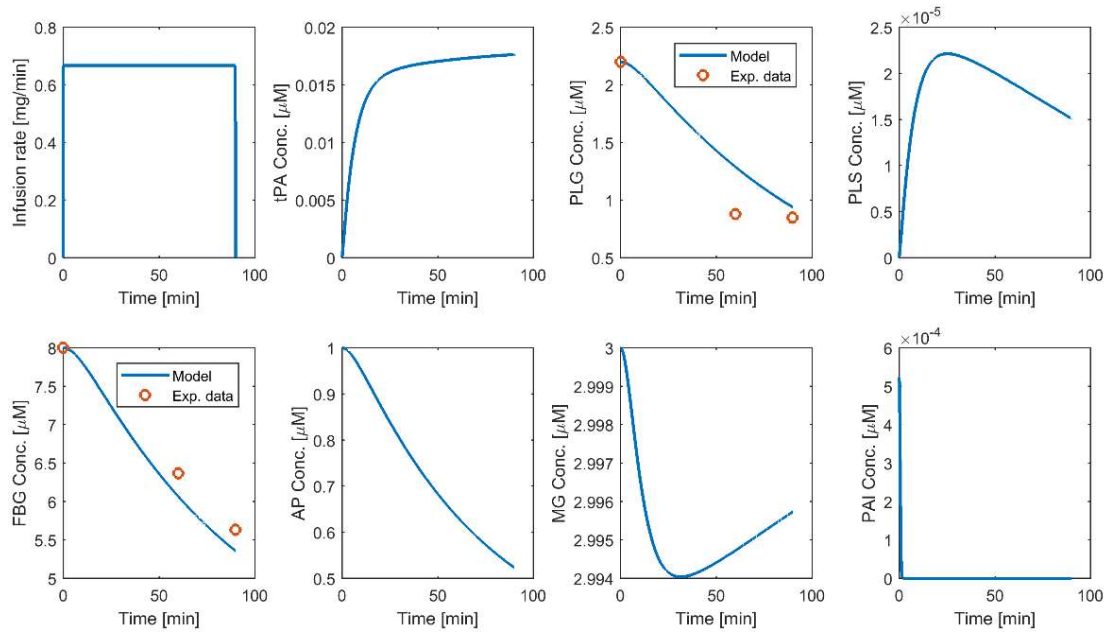 Infusion rate [mg/min]
0.8
0.6
0.4
0.2
0
0 50 100
Time [min]
tPA Conc. [μM]
0.02
0.015
0.01
0.005
0
0 50 100
Time [min]
PLG Conc. [μM]
2.5
2
1.5
1
0.5
Model
Exp. data
0 50 100
Time [min]
PLS Conc. [μM]
×10⁻⁵
2.5
2
1.5
1
0.5
0
0 50 100
Time [min]
FBG Conc. [μM]
8
7.5
7
6.5
6
5.5
5
Model
Exp. data
0 50 100
Time [min]
AP Conc. [μM]
1
0.9
0.8
0.7
0.6
0.5
0 50 100
Time [min]
MG Conc. [μM]
3
2.999
2.998
2.997
2.996
2.995
2.994
0 50 100
Time [min]
PAI Conc. [μM]
×10⁻⁴
6
5
4
3
2
1
0
0 50 100
Time [min]